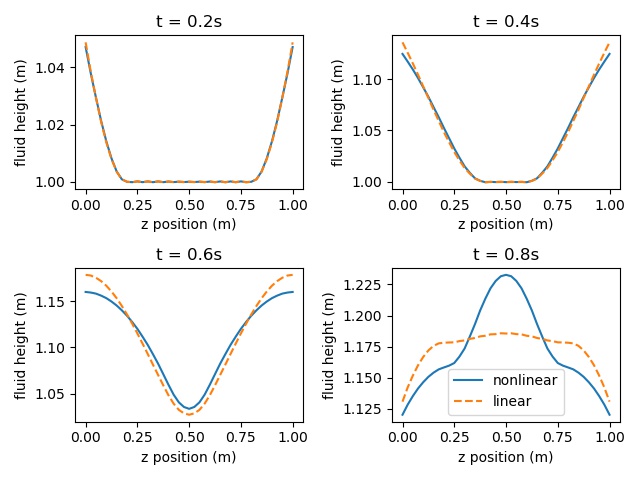 t = 0.2s
fluid height (m)
1.04
1.02
1.00
0.00 0.25 0.50 0.75 1.00
z position (m)
t = 0.4s
fluid height (m)
1.10
1.05
1.00
0.00 0.25 0.50 0.75 1.00
z position (m)
t = 0.6s
fluid height (m)
1.15
1.10
1.05
0.00 0.25 0.50 0.75 1.00
z position (m)
t = 0.8s
fluid height (m)
1.225
1.200
1.175
1.150
1.125
nonlinear
linear
0.00 0.25 0.50 0.75 1.00
z position (m)